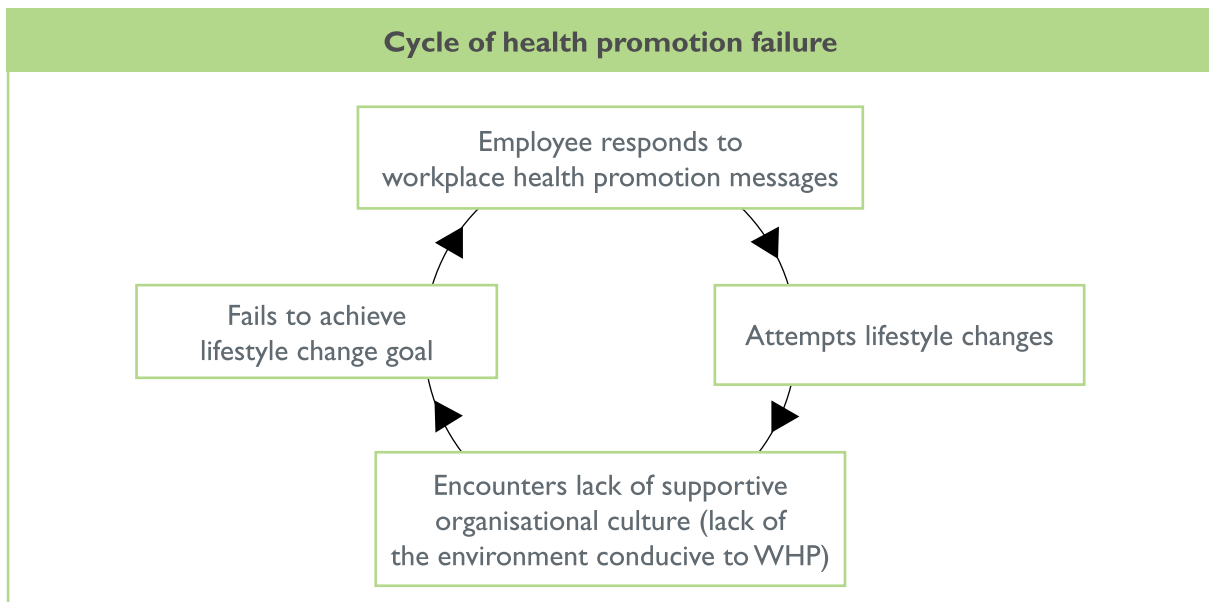 Cycle of health promotion failure
Employee responds to
workplace health promotion messages
Fails to achieve
lifestyle change goal
Attempts lifestyle changes
Encounters lack of supportive
organisational culture (lack of
the environment conducive to WHP)